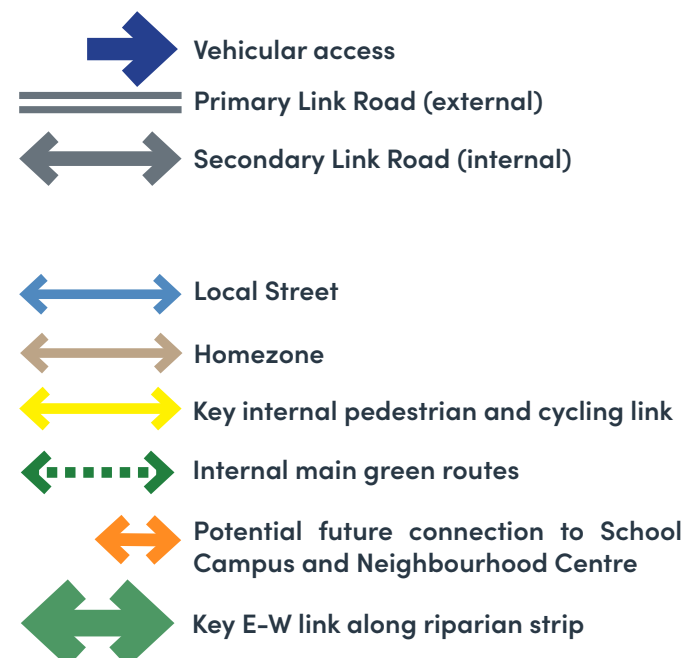 Vehicular access
Primary Link Road (external)
Secondary Link Road (internal)
Local Street
Homezone
Key internal pedestrian and cycling link
Internal main green routes
Potential future connection to School
Campus and Neighbourhood Centre
Key E-W link along riparian strip